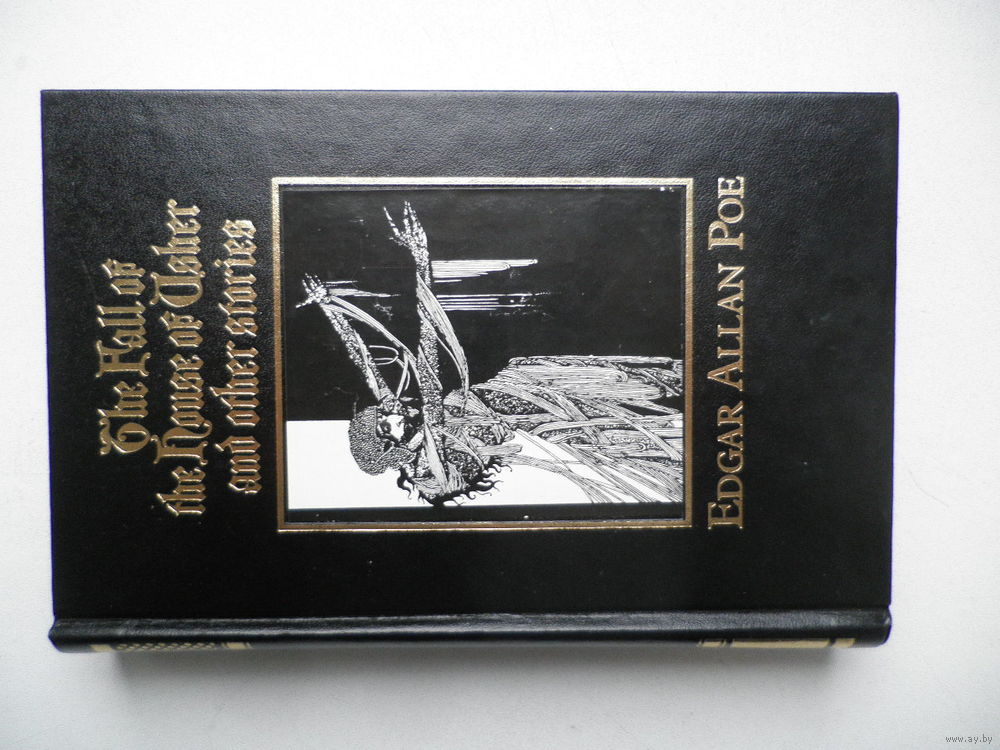 The Fall of
the House of Usher
and other stories
EDGAR ALLAN POE
www.ay.by